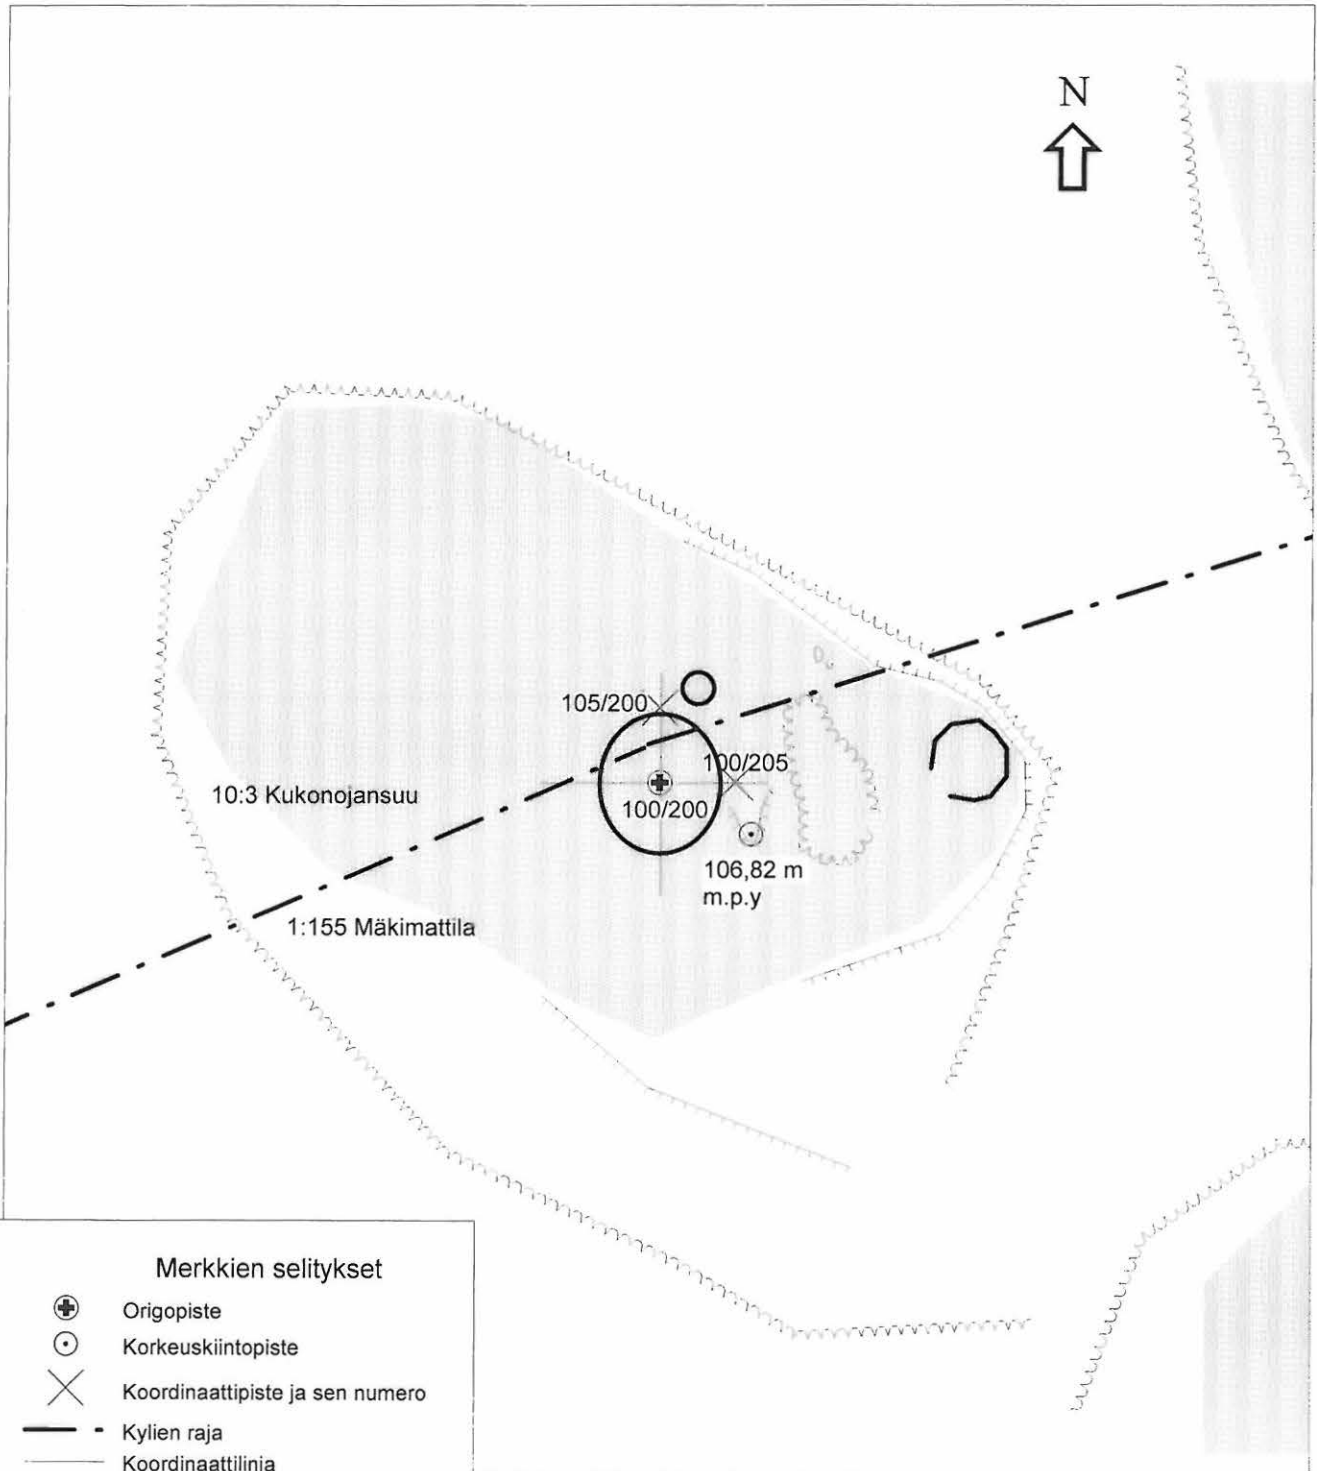 N
105/200
100/205
10:3 Kukonojansuu
100/200
106,82 m
m.p.y
1:155 Mäkimattila
Merkkien selitykset
Origopiste
Korkeuskiintopiste
Koordinaattipiste ja sen numero
Kylien raja
Koordinaattilinja